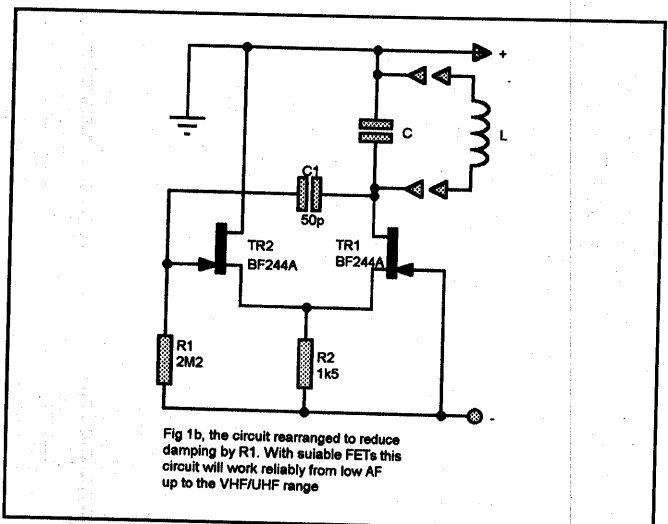 +
-
C
L
C1
50p
TR2
BF244A
TR1
BF244A
R1
2M2
R2
1k5
-
Fig 1b, the circuit rearranged to reduce
damping by R1. With suiable FETs this
circuit will work reliably from low AF
up to the VHF/UHF range